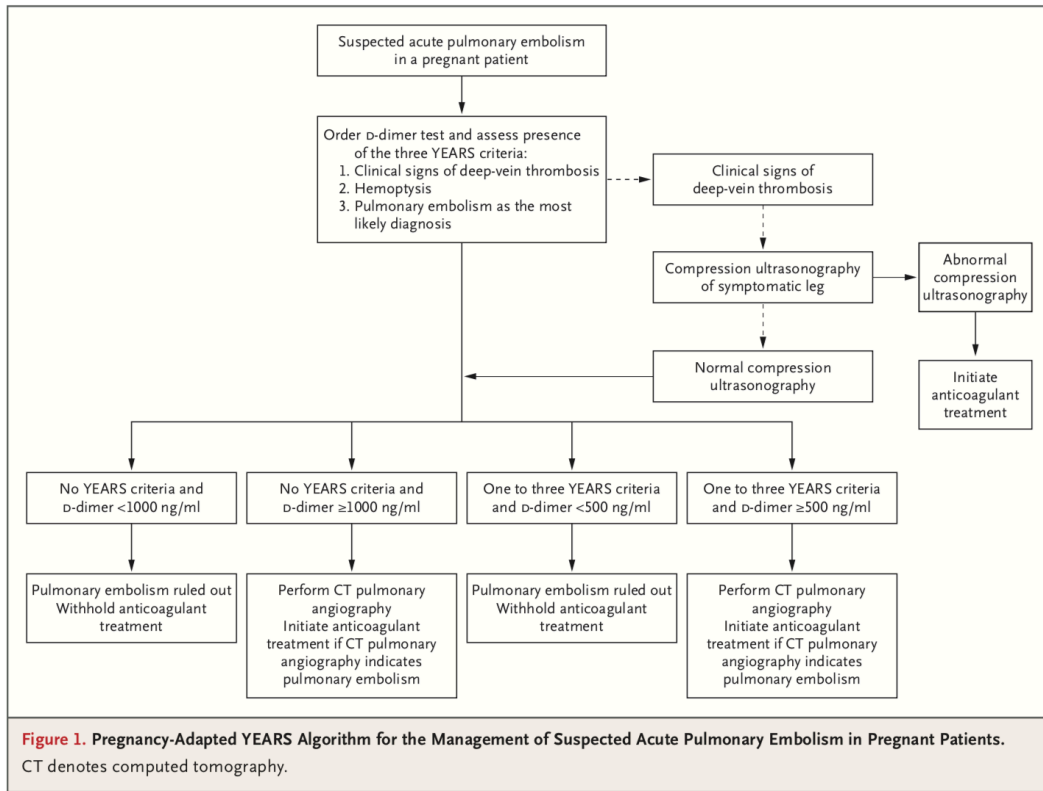 Suspected acute pulmonary embolism
in a pregnant patient
Order D-dimer test and assess presence
of the three YEARS criteria:
1. Clinical signs of deep-vein thrombosis
2. Hemoptysis
3. Pulmonary embolism as the most
likely diagnosis
Clinical signs of
deep-vein thrombosis
Compression ultrasonography
of symptomatic leg
Abnormal
compression
ultrasonography
Normal compression
ultrasonography
Initiate
anticoagulant
treatment
No YEARS criteria and
D-dimer <1000 ng/ml
No YEARS criteria and
D-dimer ≥1000 ng/ml
One to three YEARS criteria
and D-dimer <500 ng/ml
One to three YEARS criteria
and D-dimer ≥500 ng/ml
Pulmonary embolism ruled out
Withhold anticoagulant
treatment
Perform CT pulmonary
angiography
Initiate anticoagulant
treatment if CT pulmonary
angiography indicates
pulmonary embolism
Pulmonary embolism ruled out
Withhold anticoagulant
treatment
Perform CT pulmonary
angiography
Initiate anticoagulant
treatment if CT pulmonary
angiography indicates
pulmonary embolism
Figure 1. Pregnancy-Adapted YEARS Algorithm for the Management of Suspected Acute Pulmonary Embolism in Pregnant Patients.
CT denotes computed tomography.